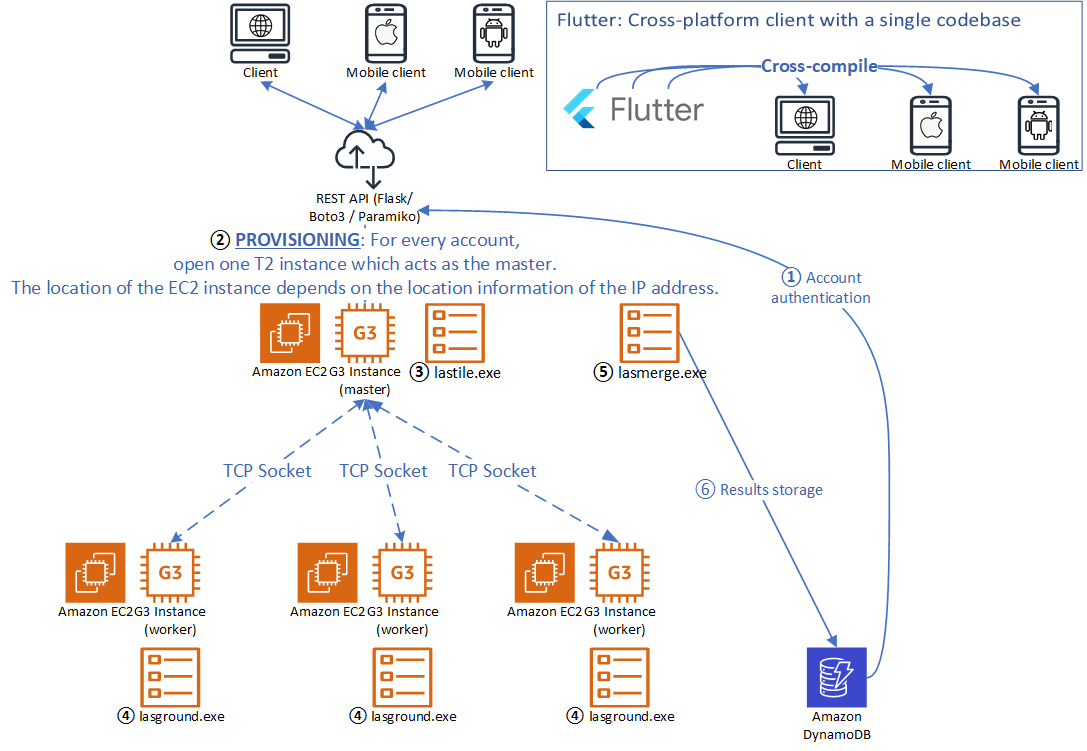 Flutter: Cross-platform client with a single codebase
Cross-compile
Flutter
Client
Mobile client
Mobile client
Client
Mobile client
Mobile client
REST API (Flask/
Boto3 / Paramiko)
② PROVISIONING: For every account,
open one T2 instance which acts as the master.
The location of the EC2 instance depends on the location information of the IP address.
① Account
authentication
G3
Amazon EC2
G3 Instance
(master)
③ lastile.exe
⑤ lasmerge.exe
TCP Socket
TCP Socket
TCP Socket
⑥ Results storage
G3
G3
G3
Amazon EC2
G3 Instance
(worker)
Amazon EC2
G3 Instance
(worker)
Amazon EC2
G3 Instance
(worker)
④ lasground.exe
④ lasground.exe
④ lasground.exe
Amazon
DynamoDB